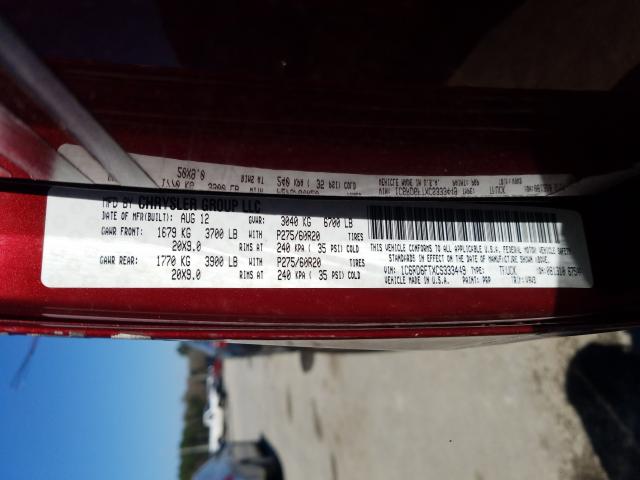 MFD BY CHRYSLER GROUP LLC
DATE OF MFR(BUILT): AUG 12 GVWR: 3040 KG 6700 LB
GAWR FRONT: 1679 KG 3700 LB WITH P275/60R20 TIRES
20X9.0 RIMS AT 240 KPA ( 35 PSI) COLD
GAWR REAR: 1770 KG 3900 LB WITH P275/60R20 TIRES
20X9.0 RIMS AT 240 KPA ( 35 PSI) COLD
THIS VEHICLE CONFORMS TO ALL APPLICABLE U.S.A. FEDERAL MOTOR VEHICLE SAFETY,
STANDARDS IN EFFECT ON THE DATE OF MANUFACTURE SHOWN ABOVE.
VIN: 1C6RD6FTXCS333449 TYPE: TRUCK
VEHICLE MADE IN U.S.A. PAINT: PRP